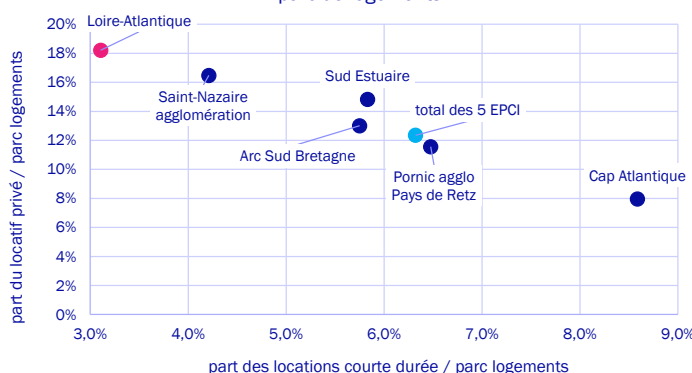 20%
18%
16%
14%
12%
10%
8%
6%
4%
2%
0%
part du locatif privé / parc logements
Loire-Atlantique
Saint-Nazaire
agglomération
Sud Estuaire
Arc Sud Bretagne
total des 5 EPCI
Pornic agglo
Pays de Retz
Cap Atlantique
3,0%
4,0%
5,0%
6,0%
7,0%
8,0%
9,0%
part des locations courte durée / parc logements